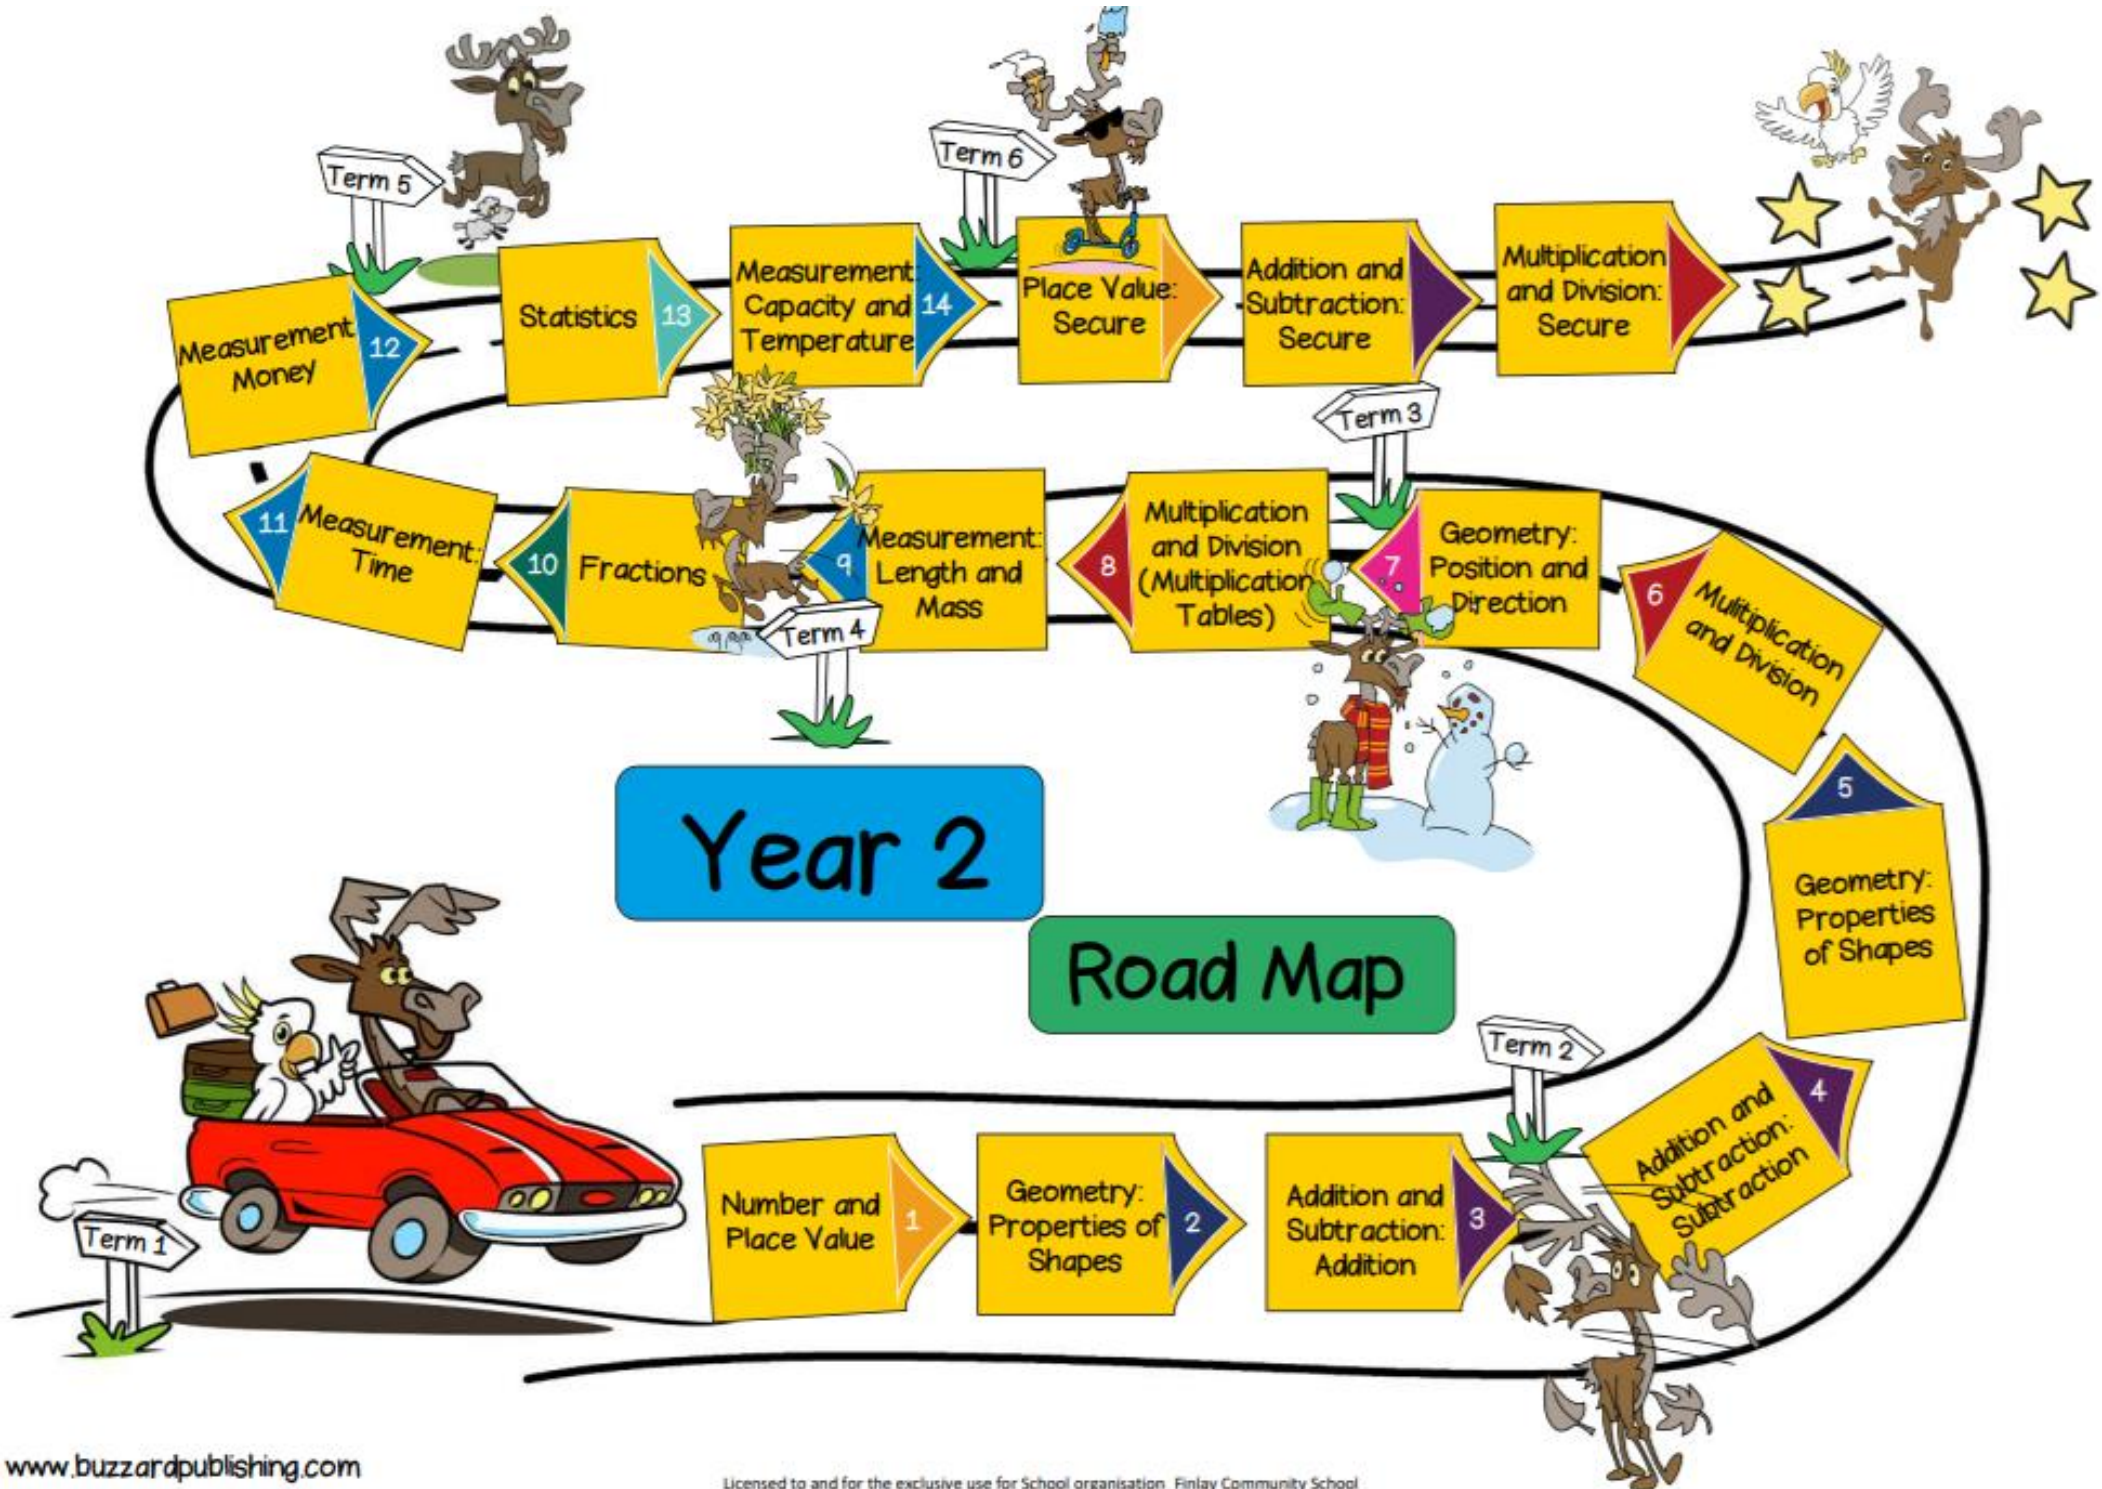 Term 1
Number and
Place Value
1
Geometry:
Properties of
Shapes
2
Addition and
Subtraction:
Addition
3
Term 2
Addition and
Subtraction:
Subtraction
4
Geometry:
Properties
of Shapes
5
Mulitiplication
and Division
6
Geometry:
Position and
Direction
7
Term 3
Multiplication
and Division
(Multiplication
Tables)
8
Measurement:
Length and
Mass
9
Term 4
Fractions
10
Measurement:
Time
11
Measurement
Money
12
Term 5
Statistics
13
Measurement:
Capacity and
Temperature
14
Term 6
Place Value:
Secure
Addition and
Subtraction:
Secure
Multiplication
and Division:
Secure
Year 2
Road Map
www.buzzardpublishing.com
Licensed to and for the exclusive use for School organisation Finlay Community School